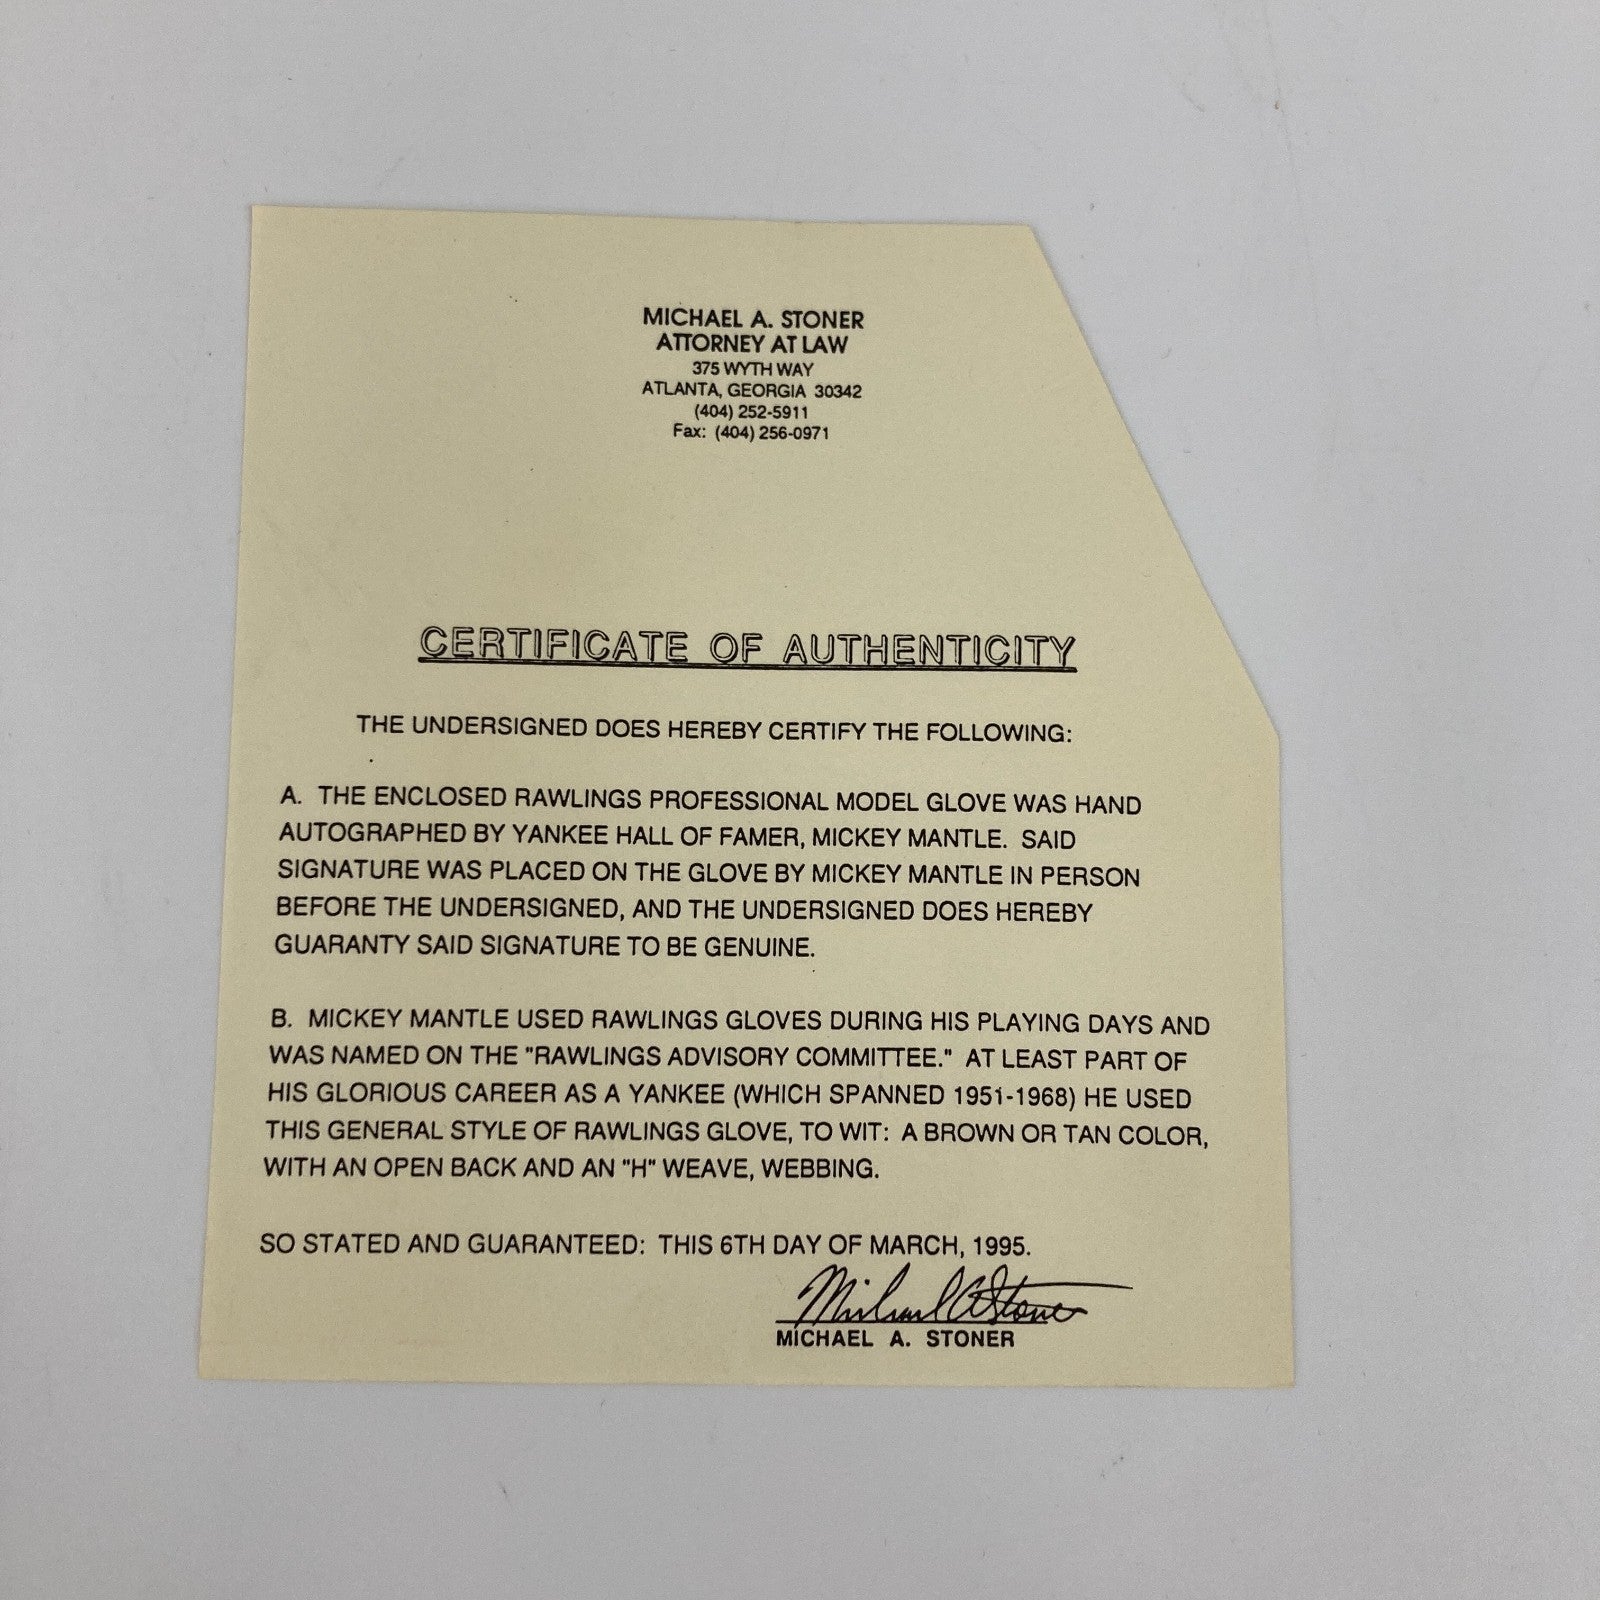 MICHAEL A. STONER
ATTORNEY AT LAW
375 WYTH WAY
ATLANTA, GEORGIA 30342
(404) 252-5911
Fax: (404) 256-0971
CERTIFICATE OF AUTHENTICITY
THE UNDERSIGNED DOES HEREBY CERTIFY THE FOLLOWING:
A. THE ENCLOSED RAWLINGS PROFESSIONAL MODEL GLOVE WAS HAND
AUTOGRAPHED BY YANKEE HALL OF FAMER, MICKEY MANTLE. SAID
SIGNATURE WAS PLACED ON THE GLOVE BY MICKEY MANTLE IN PERSON
BEFORE THE UNDERSIGNED, AND THE UNDERSIGNED DOES HEREBY
GUARANTY SAID SIGNATURE TO BE GENUINE.
B. MICKEY MANTLE USED RAWLINGS GLOVES DURING HIS PLAYING DAYS AND
WAS NAMED ON THE "RAWLINGS ADVISORY COMMITTEE." AT LEAST PART OF
HIS GLORIOUS CAREER AS A YANKEE (WHICH SPANNED 1951-1968) HE USED
THIS GENERAL STYLE OF RAWLINGS GLOVE, TO WIT: A BROWN OR TAN COLOR,
WITH AN OPEN BACK AND AN "H" WEAVE, WEBBING.
SO STATED AND GUARANTEED: THIS 6TH DAY OF MARCH, 1995.
Michael A Stoner
MICHAEL A. STONER